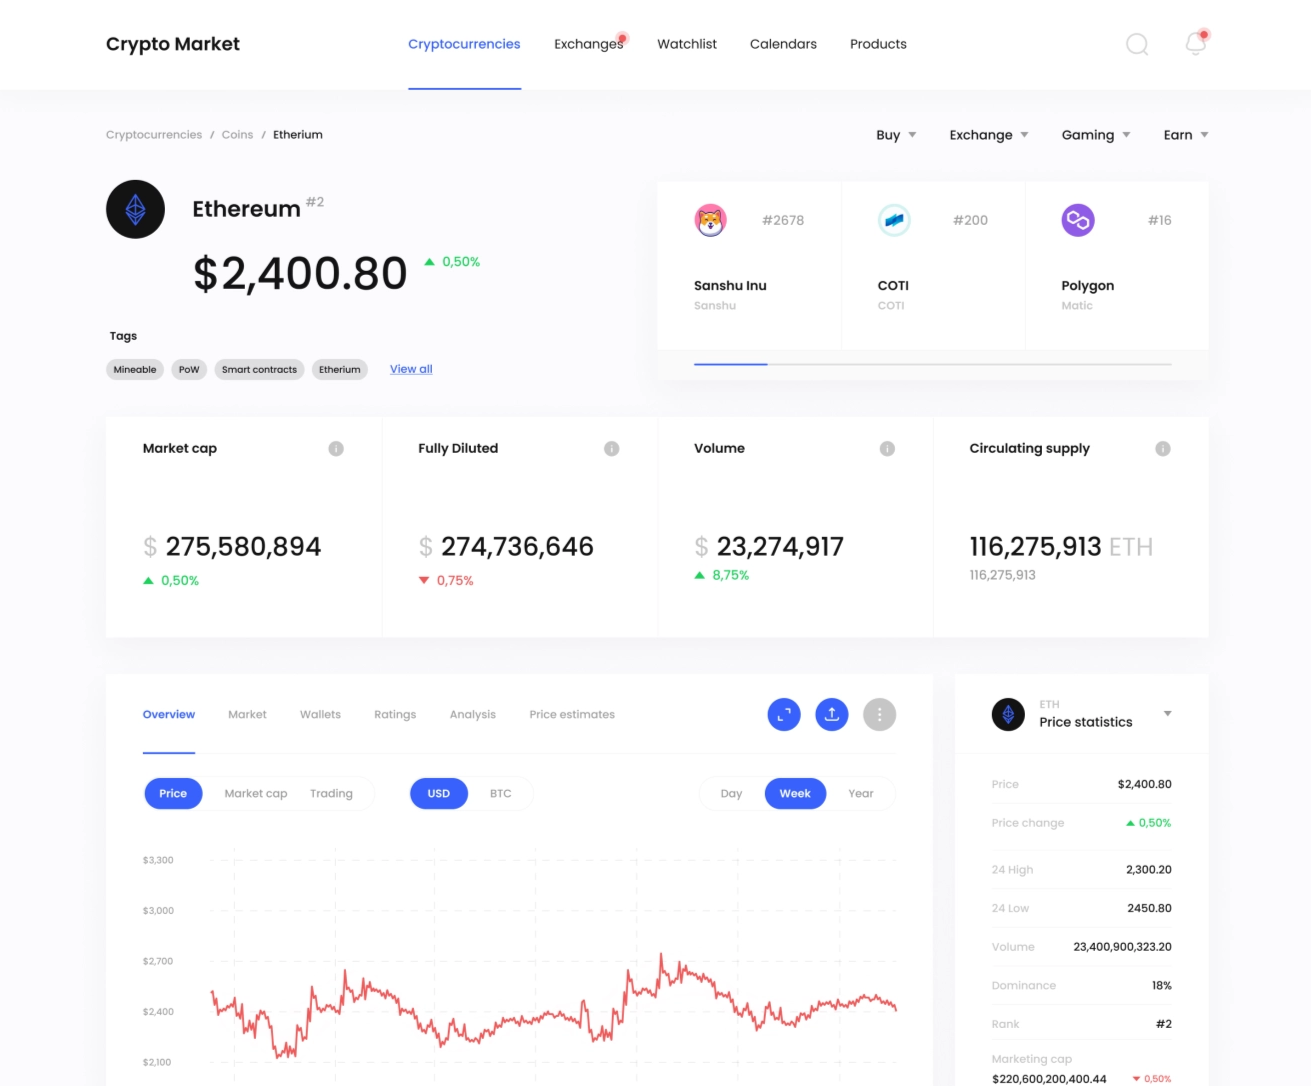 Crypto Market
Cryptocurrencies Exchanges Watchlist Calendars Products
Cryptocurrencies / Coins / Etherium
Buy Exchange Gaming Earn
Ethereum #2
$2,400.80 0,50%
Tags
Mineable PoW Smart contracts Etherium View all
#2678
Sanshu Inu
Sanshu
#200
COTI
COTI
#16
Polygon
Matic
Market cap
$ 275,580,894
0,50%
Fully Diluted
$ 274,736,646
0,75%
Volume
$ 23,274,917
8,75%
Circulating supply
116,275,913 ETH
116,275,913
Overview Market Wallets Ratings Analysis Price estimates
Price Market cap Trading USD BTC Day Week Year
$3,300
$3,000
$2,700
$2,400
$2,100
ETH
Price statistics
Price $2,400.80
Price change 0,50%
24 High 2,300.20
24 Low 2450.80
Volume 23,400,900,323.20
Dominance 18%
Rank #2
Marketing cap
$220,600,200,400.44 0,50%